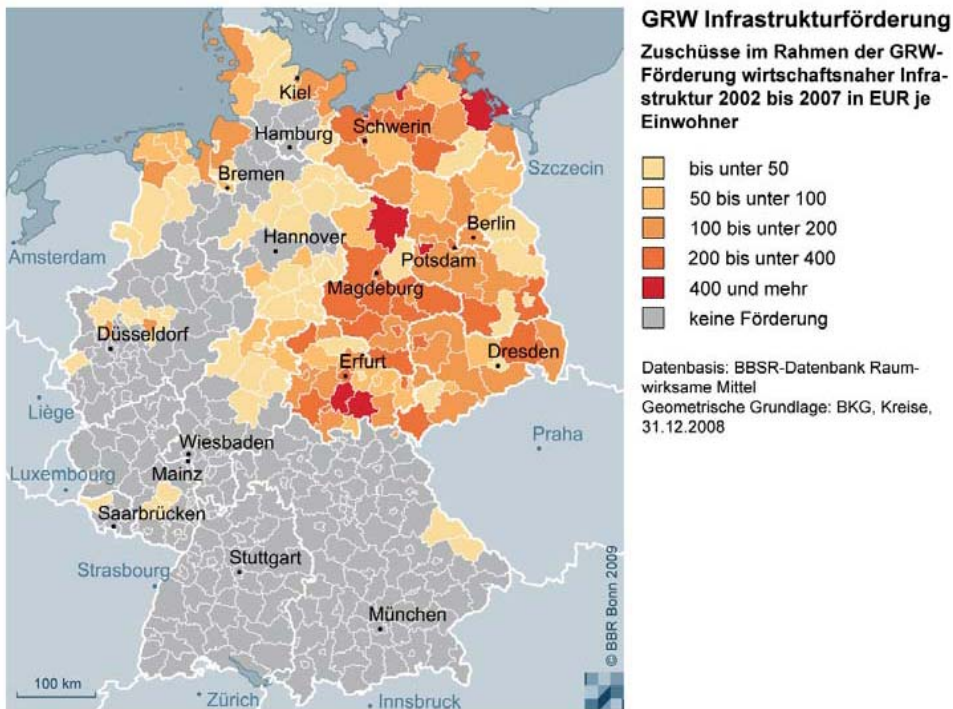 GRW Infrastrukturförderung
Zuschüsse im Rahmen der GRW-
Förderung wirtschaftsnaher Infra-
struktur 2002 bis 2007 in EUR je
Einwohner
bis unter 50
50 bis unter 100
100 bis unter 200
200 bis unter 400
400 und mehr
keine Förderung
Datenbasis: BBSR-Datenbank Raum-
wirksame Mittel
Geometrische Grundlage: BKG, Kreise,
31.12.2008
Kiel
Hamburg
Schwerin
Szczecin
Bremen
Berlin
Hannover
Amsterdam
Potsdam
Magdeburg
Düsseldorf
Dresden
Erfurt
Liège
Praha
Wiesbaden
Mainz
Luxembourg
Saarbrücken
Stuttgart
Strasbourg
München
© BBR Bonn 2009
100 km
Zürich
Innsbruck